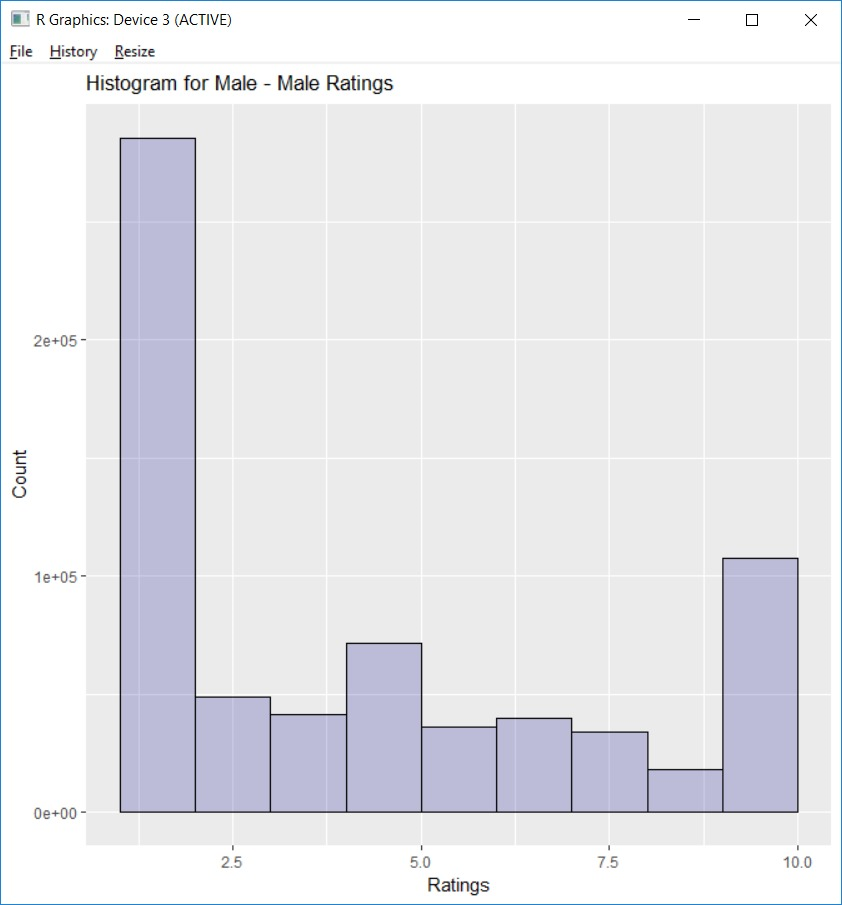 R Graphics: Device 3 (ACTIVE)
File History Resize
Histogram for Male - Male Ratings
2e+05
1e+05
0e+00
Count
2.5 5.0 7.5 10.0
Ratings